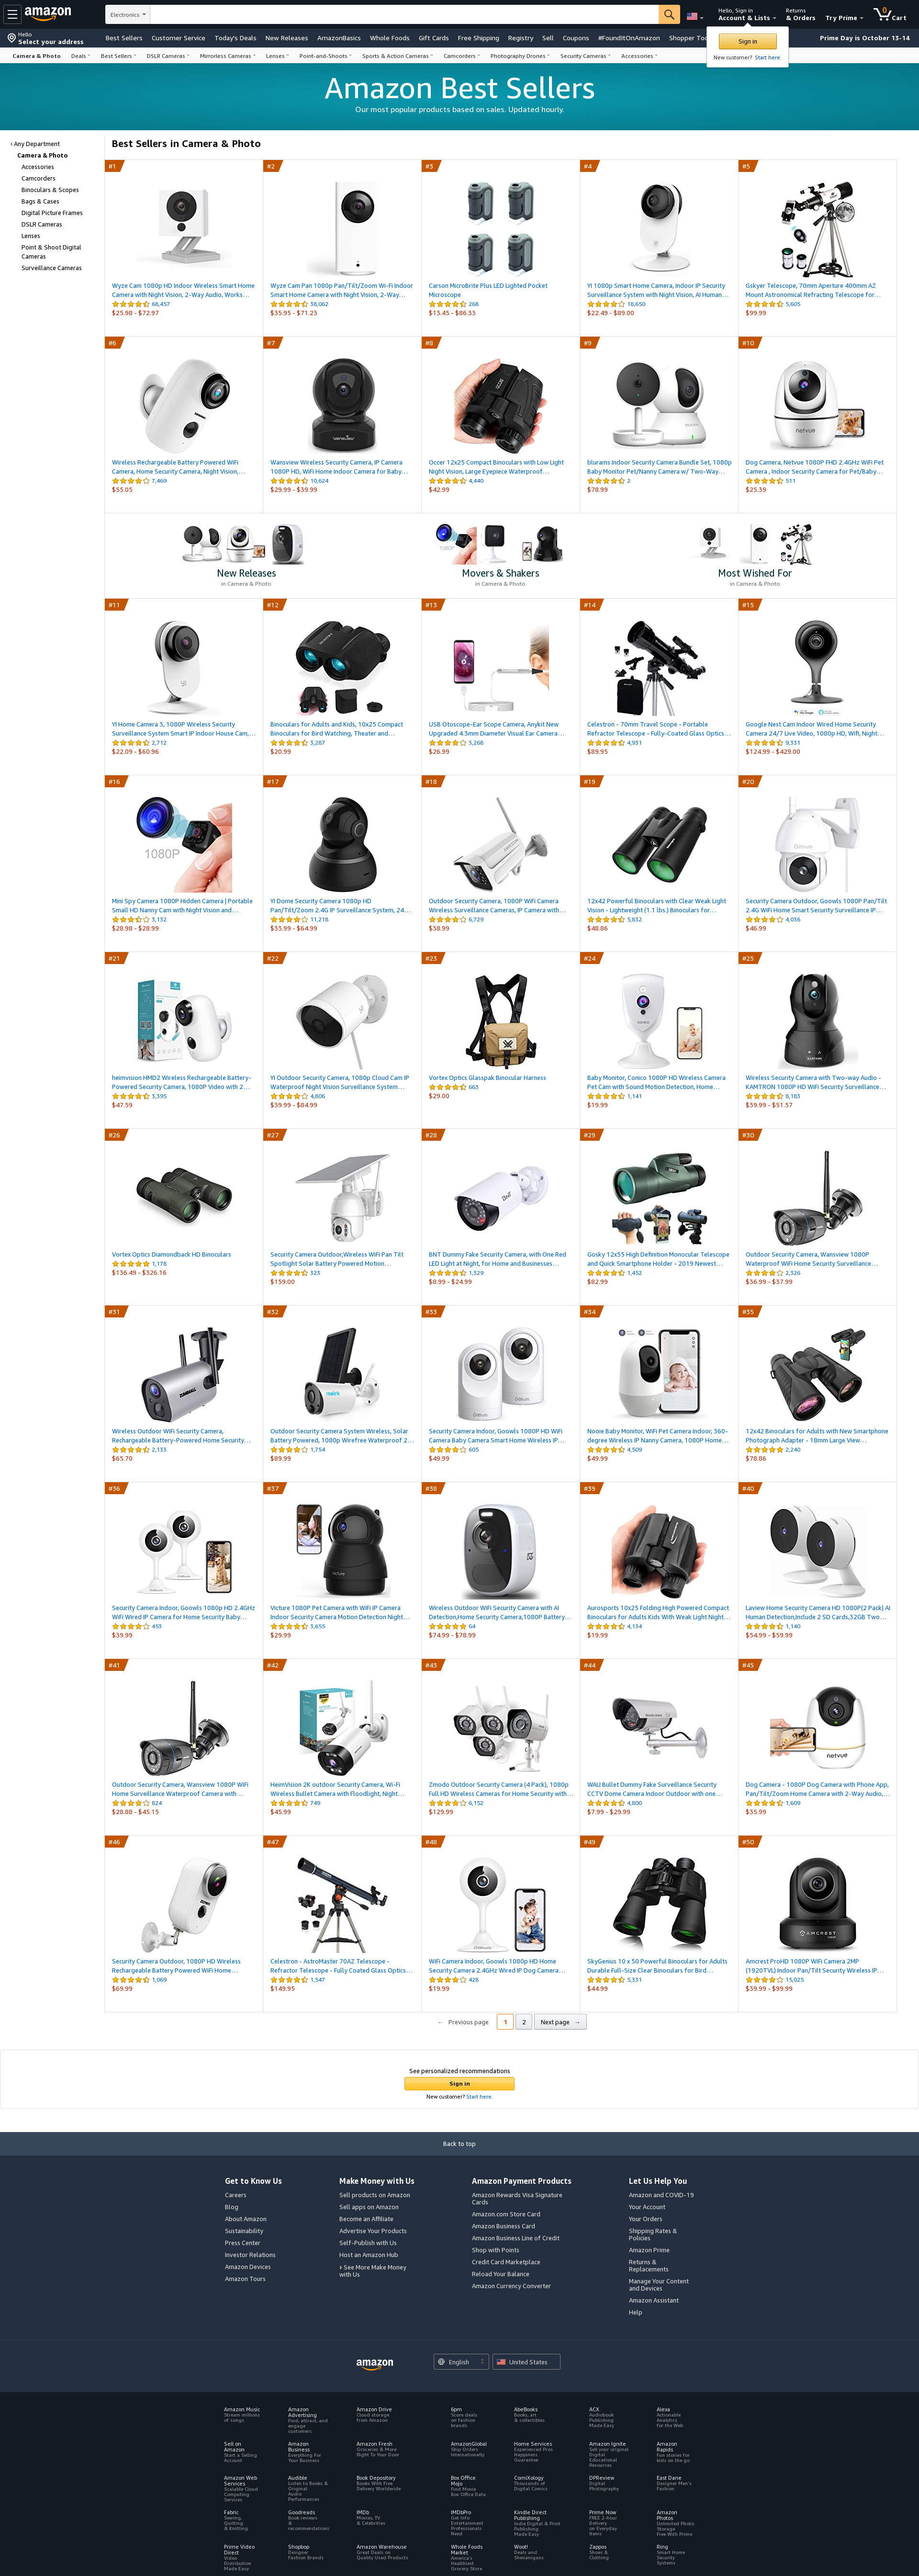 amazon
Electronics
Hello, Sign in
Account & Lists
Returns
& Orders
Try Prime
0
Cart
Hello
Select your address
Best Sellers
Customer Service
Today's Deals
New Releases
AmazonBasics
Whole Foods
Gift Cards
Free Shipping
Registry
Sell
Coupons
#FoundItOnAmazon
Shopper Too
Prime Day is October 13-14
Sign in
New customer? Start here.
Camera & Photo
Deals
Best Sellers
DSLR Cameras
Mirrorless Cameras
Lenses
Point-and-Shoots
Sports & Action Cameras
Camcorders
Photography Drones
Security Cameras
Accessories
Amazon Best Sellers
Our most popular products based on sales. Updated hourly.
‹ Any Department
Camera & Photo
Accessories
Camcorders
Binoculars & Scopes
Bags & Cases
Digital Picture Frames
DSLR Cameras
Lenses
Point & Shoot Digital
Cameras
Surveillance Cameras
Best Sellers in Camera & Photo
#1
Wyze Cam 1080p HD Indoor Wireless Smart Home
Camera with Night Vision, 2-Way Audio, Works…
68,457
$25.98 - $72.97
#2
Wyze Cam Pan 1080p Pan/Tilt/Zoom Wi-Fi Indoor
Smart Home Camera with Night Vision, 2-Way…
38,062
$35.95 - $71.23
#3
Carson MicroBrite Plus LED Lighted Pocket
Microscope
268
$13.45 - $86.33
#4
YI 1080p Smart Home Camera, Indoor IP Security
Surveillance System with Night Vision, AI Human…
18,650
$22.49 - $89.00
#5
Gskyer Telescope, 70mm Aperture 400mm AZ
Mount Astronomical Refracting Telescope for…
5,605
$99.99
#6
Wireless Rechargeable Battery Powered WiFi
Camera, Home Security Camera, Night Vision,…
7,469
$55.05
#7
Wansview Wireless Security Camera, IP Camera
1080P HD, WiFi Home Indoor Camera for Baby…
10,624
$29.99 - $39.99
#8
Occer 12x25 Compact Binoculars with Low Light
Night Vision, Large Eyepiece Waterproof…
4,440
$42.99
#9
blurams Indoor Security Camera Bundle Set, 1080p
Baby Monitor Pet/Nanny Camera w/ Two-Way…
2
$78.99
#10
netvue
Dog Camera, Netvue 1080P FHD 2.4GHz WiFi Pet
Camera , Indoor Security Camera for Pet/Baby…
511
$25.39
New Releases
in Camera & Photo
Movers & Shakers
in Camera & Photo
Most Wished For
in Camera & Photo
#11
YI Home Camera 3, 1080P Wireless Security
Surveillance System Smart IP Indoor House Cam,…
2,712
$22.09 - $60.96
#12
Binoculars for Adults and Kids, 10x25 Compact
Binoculars for Bird Watching, Theater and…
3,287
$20.99
#13
USB Otoscope-Ear Scope Camera, Anykit New
Upgraded 4.3mm Diameter Visual Ear Camera…
3,266
$26.99
#14
Celestron - 70mm Travel Scope - Portable
Refractor Telescope - Fully-Coated Glass Optics…
4,931
$89.95
#15
Google Nest Cam Indoor Wired Home Security
Camera 24/7 Live Video, 1080p HD, Wifi, Night…
9,331
$124.99 - $429.00
#16
1080P
Mini Spy Camera 1080P Hidden Camera | Portable
Small HD Nanny Cam with Night Vision and…
3,132
$28.98 - $28.99
#17
YI Dome Security Camera 1080p HD
Pan/Tilt/Zoom 2.4G IP Surveillance System, 24…
11,218
$33.99 - $64.99
#18
Outdoor Security Camera, 1080P WiFi Camera
Wireless Surveillance Cameras, IP Camera with…
6,729
$38.99
#19
12x42 Powerful Binoculars with Clear Weak Light
Vision - Lightweight (1.1 lbs.) Binoculars for…
5,832
$48.86
#20
Security Camera Outdoor, Goowls 1080P Pan/Tilt
2.4G WiFi Home Smart Security Surveillance IP…
4,036
$46.99
#21
heimvision HMD2 Wireless Rechargeable Battery-
Powered Security Camera, 1080P Video with 2…
3,395
$47.59
#22
YI Outdoor Security Camera, 1080p Cloud Cam IP
Waterproof Night Vision Surveillance System…
4,806
$39.99 - $84.99
#23
Vortex Optics Glasspak Binocular Harness
663
$29.00
#24
Baby Monitor, Conico 1080P HD Wireless Camera
Pet Cam with Sound Motion Detection, Home…
1,141
$19.99
#25
Wireless Security Camera with Two-way Audio -
KAMTRON 1080P HD WiFi Security Surveillance…
8,183
$39.99 - $51.57
#26
Vortex Optics Diamondback HD Binoculars
1,178
$136.49 - $326.16
#27
Security Camera Outdoor,Wireless WiFi Pan Tilt
Spotlight Solar Battery Powered Motion…
323
$159.00
#28
BNT Dummy Fake Security Camera, with One Red
LED Light at Night, for Home and Businesses…
1,329
$8.99 - $24.99
#29
Gosky 12x55 High Definition Monocular Telescope
and Quick Smartphone Holder - 2019 Newest…
1,452
$82.99
#30
Outdoor Security Camera, Wansview 1080P
Waterproof WiFi Home Security Surveillance…
2,326
$36.99 - $37.99
#31
Wireless Outdoor WiFi Security Camera,
Rechargeable Battery-Powered Home Security…
2,133
$65.70
#32
Outdoor Security Camera System Wireless, Solar
Battery Powered, 1080p Wirefree Waterproof 2…
1,754
$89.99
#33
Security Camera Indoor, Goowls 1080P HD WiFi
Camera Baby Camera Smart Home Wireless IP…
605
$49.99
#34
Nooie Baby Monitor, WiFi Pet Camera Indoor, 360-
degree Wireless IP Nanny Camera, 1080P Home…
4,509
$49.99
#35
12x42 Binoculars for Adults with New Smartphone
Photograph Adapter - 18mm Large View…
2,240
$78.86
#36
Security Camera Indoor, Goowls 1080p HD 2.4GHz
WiFi Wired IP Camera for Home Security Baby…
453
$39.99
#37
Victure 1080P Pet Camera with WiFi IP Camera
Indoor Security Camera Motion Detection Night…
3,655
$29.99
#38
Wireless Outdoor WiFi Security Camera with AI
Detection,Home Security Camera,1080P Battery…
64
$74.99 - $78.99
#39
Aurosports 10x25 Folding High Powered Compact
Binoculars for Adults Kids With Weak Light Night…
4,134
$19.99
#40
Laview Home Security Camera HD 1080P(2 Pack) AI
Human Detection,Include 2 SD Cards,32GB Two…
1,140
$54.99 - $59.99
#41
Outdoor Security Camera, Wansview 1080P WiFi
Home Surveillance Waterproof Camera with…
824
$28.88 - $45.15
#42
HeimVision 2K outdoor Security Camera, Wi-Fi
Wireless Bullet Camera with Floodlight, Night…
749
$45.99
#43
Zmodo Outdoor Security Camera (4 Pack), 1080p
Full HD Wireless Cameras for Home Security with…
6,152
$129.99
#44
WALI Bullet Dummy Fake Surveillance Security
CCTV Dome Camera Indoor Outdoor with one…
4,800
$7.99 - $29.99
#45
netvue
Dog Camera - 1080P Dog Camera with Phone App,
Pan/Tilt/Zoom Home Camera with 2-Way Audio,…
1,609
$35.99
#46
Security Camera Outdoor, 1080P HD Wireless
Rechargeable Battery Powered WiFi Home…
1,069
$69.99
#47
Celestron - AstroMaster 70AZ Telescope -
Refractor Telescope - Fully Coated Glass Optics…
1,547
$149.95
#48
WiFi Camera Indoor, Goowls 1080p HD Home
Security Camera 2.4GHz Wired IP Dog Camera…
428
$19.99
#49
SkyGenius 10 x 50 Powerful Binoculars for Adults
Durable Full-Size Clear Binoculars for Bird…
5,331
$44.99
#50
AMCREST
Amcrest ProHD 1080P WiFi Camera 2MP
(1920TVL) Indoor Pan/Tilt Security Wireless IP…
15,025
$39.99 - $99.99
← Previous page
1
2
Next page →
See personalized recommendations
Sign in
New customer? Start here.
Back to top
Get to Know Us
Careers
Blog
About Amazon
Sustainability
Press Center
Investor Relations
Amazon Devices
Amazon Tours
Make Money with Us
Sell products on Amazon
Sell apps on Amazon
Become an Affiliate
Advertise Your Products
Self-Publish with Us
Host an Amazon Hub
› See More Make Money
with Us
Amazon Payment Products
Amazon Rewards Visa Signature
Cards
Amazon.com Store Card
Amazon Business Card
Amazon Business Line of Credit
Shop with Points
Credit Card Marketplace
Reload Your Balance
Amazon Currency Converter
Let Us Help You
Amazon and COVID-19
Your Account
Your Orders
Shipping Rates &
Policies
Amazon Prime
Returns &
Replacements
Manage Your Content
and Devices
Amazon Assistant
Help
amazon
English
United States
Amazon Music
Stream millions
of songs
Amazon
Advertising
Find, attract, and
engage
customers
Amazon Drive
Cloud storage
from Amazon
6pm
Score deals
on fashion
brands
AbeBooks
Books, art
& collectibles
ACX
Audiobook
Publishing
Made Easy
Alexa
Actionable
Analytics
for the Web
Sell on
Amazon
Start a Selling
Account
Amazon
Business
Everything For
Your Business
Amazon Fresh
Groceries & More
Right To Your Door
AmazonGlobal
Ship Orders
Internationally
Home Services
Experienced Pros
Happiness
Guarantee
Amazon Ignite
Sell your original
Digital
Educational
Resources
Amazon
Rapids
Fun stories for
kids on the go
Amazon Web
Services
Scalable Cloud
Computing
Services
Audible
Listen to Books &
Original
Audio
Performances
Book Depository
Books With Free
Delivery Worldwide
Box Office
Mojo
Find Movie
Box Office Data
ComiXology
Thousands of
Digital Comics
DPReview
Digital
Photography
East Dane
Designer Men's
Fashion
Fabric
Sewing,
Quilting
& Knitting
Goodreads
Book reviews
&
recommendations
IMDb
Movies, TV
& Celebrities
IMDbPro
Get Info
Entertainment
Professionals
Need
Kindle Direct
Publishing
Indie Digital & Print
Publishing
Made Easy
Prime Now
FREE 2-hour
Delivery
on Everyday
Items
Amazon
Photos
Unlimited Photo
Storage
Free With Prime
Prime Video
Direct
Video
Distribution
Made Easy
Shopbop
Designer
Fashion Brands
Amazon Warehouse
Great Deals on
Quality Used Products
Whole Foods
Market
America's
Healthiest
Grocery Store
Woot!
Deals and
Shenanigans
Zappos
Shoes &
Clothing
Ring
Smart Home
Security
Systems